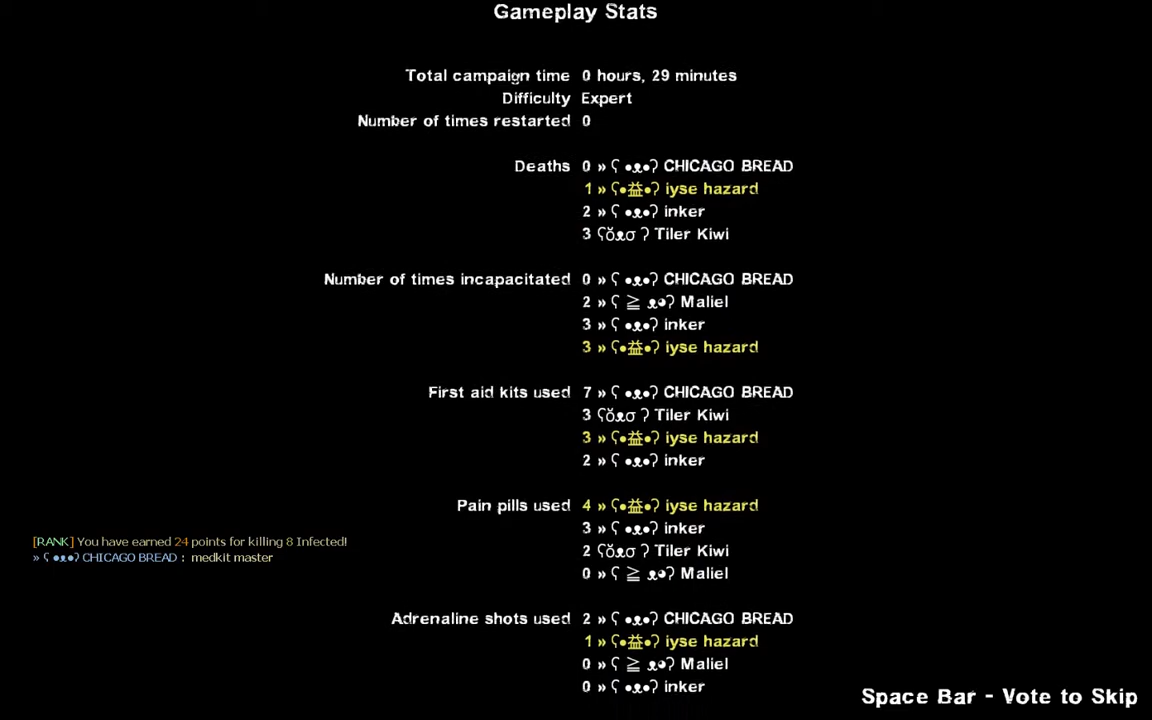 Gameplay Stats
Total campaign time 0 hours, 29 minutes
Difficulty Expert
Number of times restarted 0
Deaths 0 » ʕ •ᴥ•ʔ CHICAGO BREAD
1 » ʕ•益•ʔ iyse hazard
2 » ʕ •ᴥ•ʔ inker
3 ʕŏᴥσ ʔ Tiler Kiwi
Number of times incapacitated 0 » ʕ •ᴥ•ʔ CHICAGO BREAD
2 » ʕ ≧ ᴥ◕ʔ Maliel
3 » ʕ •ᴥ•ʔ inker
3 » ʕ•益•ʔ iyse hazard
First aid kits used 7 » ʕ •ᴥ•ʔ CHICAGO BREAD
3 ʕŏᴥσ ʔ Tiler Kiwi
3 » ʕ•益•ʔ iyse hazard
2 » ʕ •ᴥ•ʔ inker
Pain pills used 4 » ʕ•益•ʔ iyse hazard
3 » ʕ •ᴥ•ʔ inker
2 ʕŏᴥσ ʔ Tiler Kiwi
0 » ʕ ≧ ᴥ◕ʔ Maliel
[RANK] You have earned 24 points for killing 8 Infected!
» ʕ •ᴥ•ʔ CHICAGO BREAD : medkit master
Adrenaline shots used 2 » ʕ •ᴥ•ʔ CHICAGO BREAD
1 » ʕ•益•ʔ iyse hazard
0 » ʕ ≧ ᴥ◕ʔ Maliel
0 » ʕ •ᴥ•ʔ inker
Space Bar - Vote to Skip